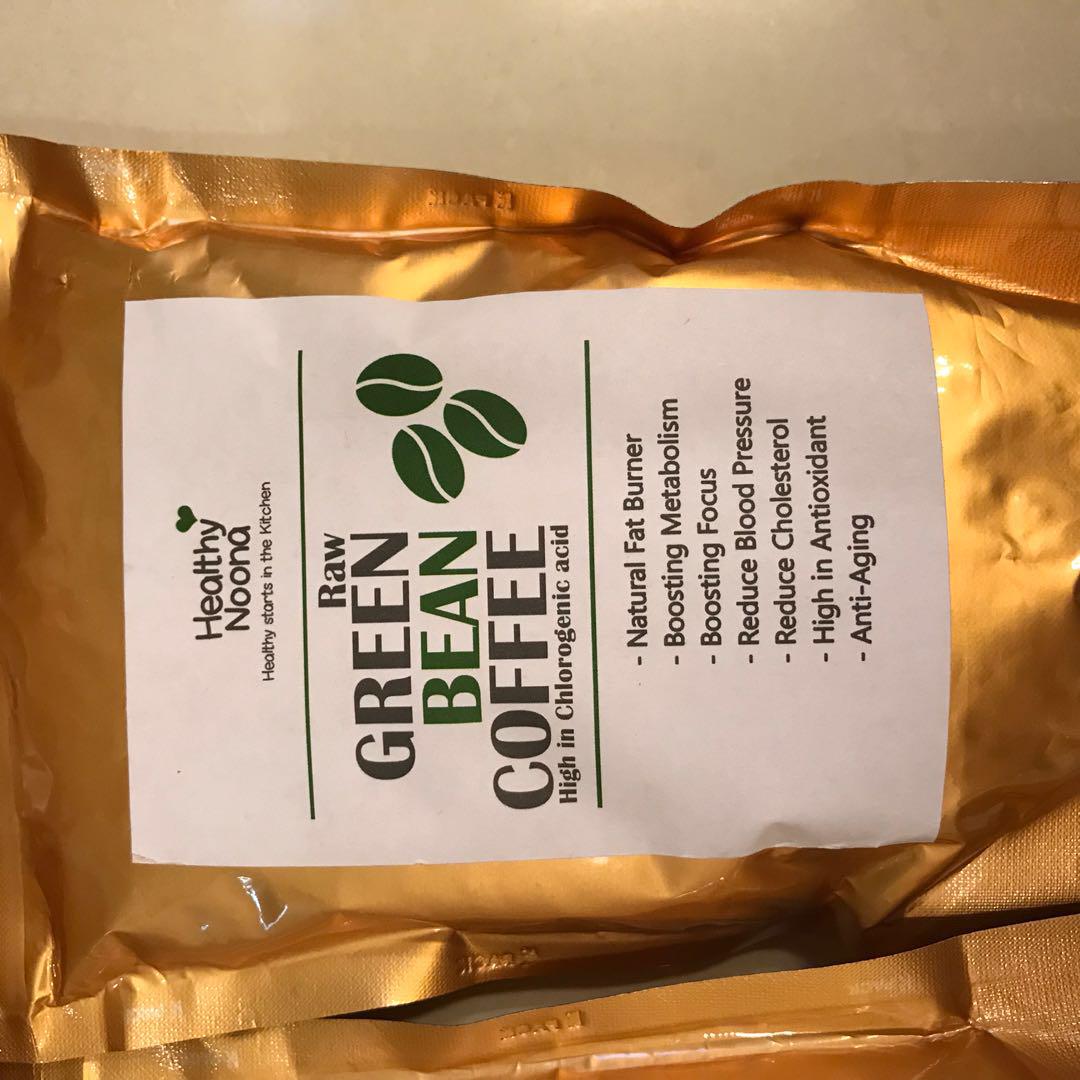 Healthy
Noona
Healthy starts in the Kitchen
Raw
GREEN
BEAN
COFFEE
High in Chlorogenic acid
- Natural Fat Burner
- Boosting Metabolism
- Boosting Focus
- Reduce Blood Pressure
- Reduce Cholesterol
- High in Antioxidant
- Anti-Aging